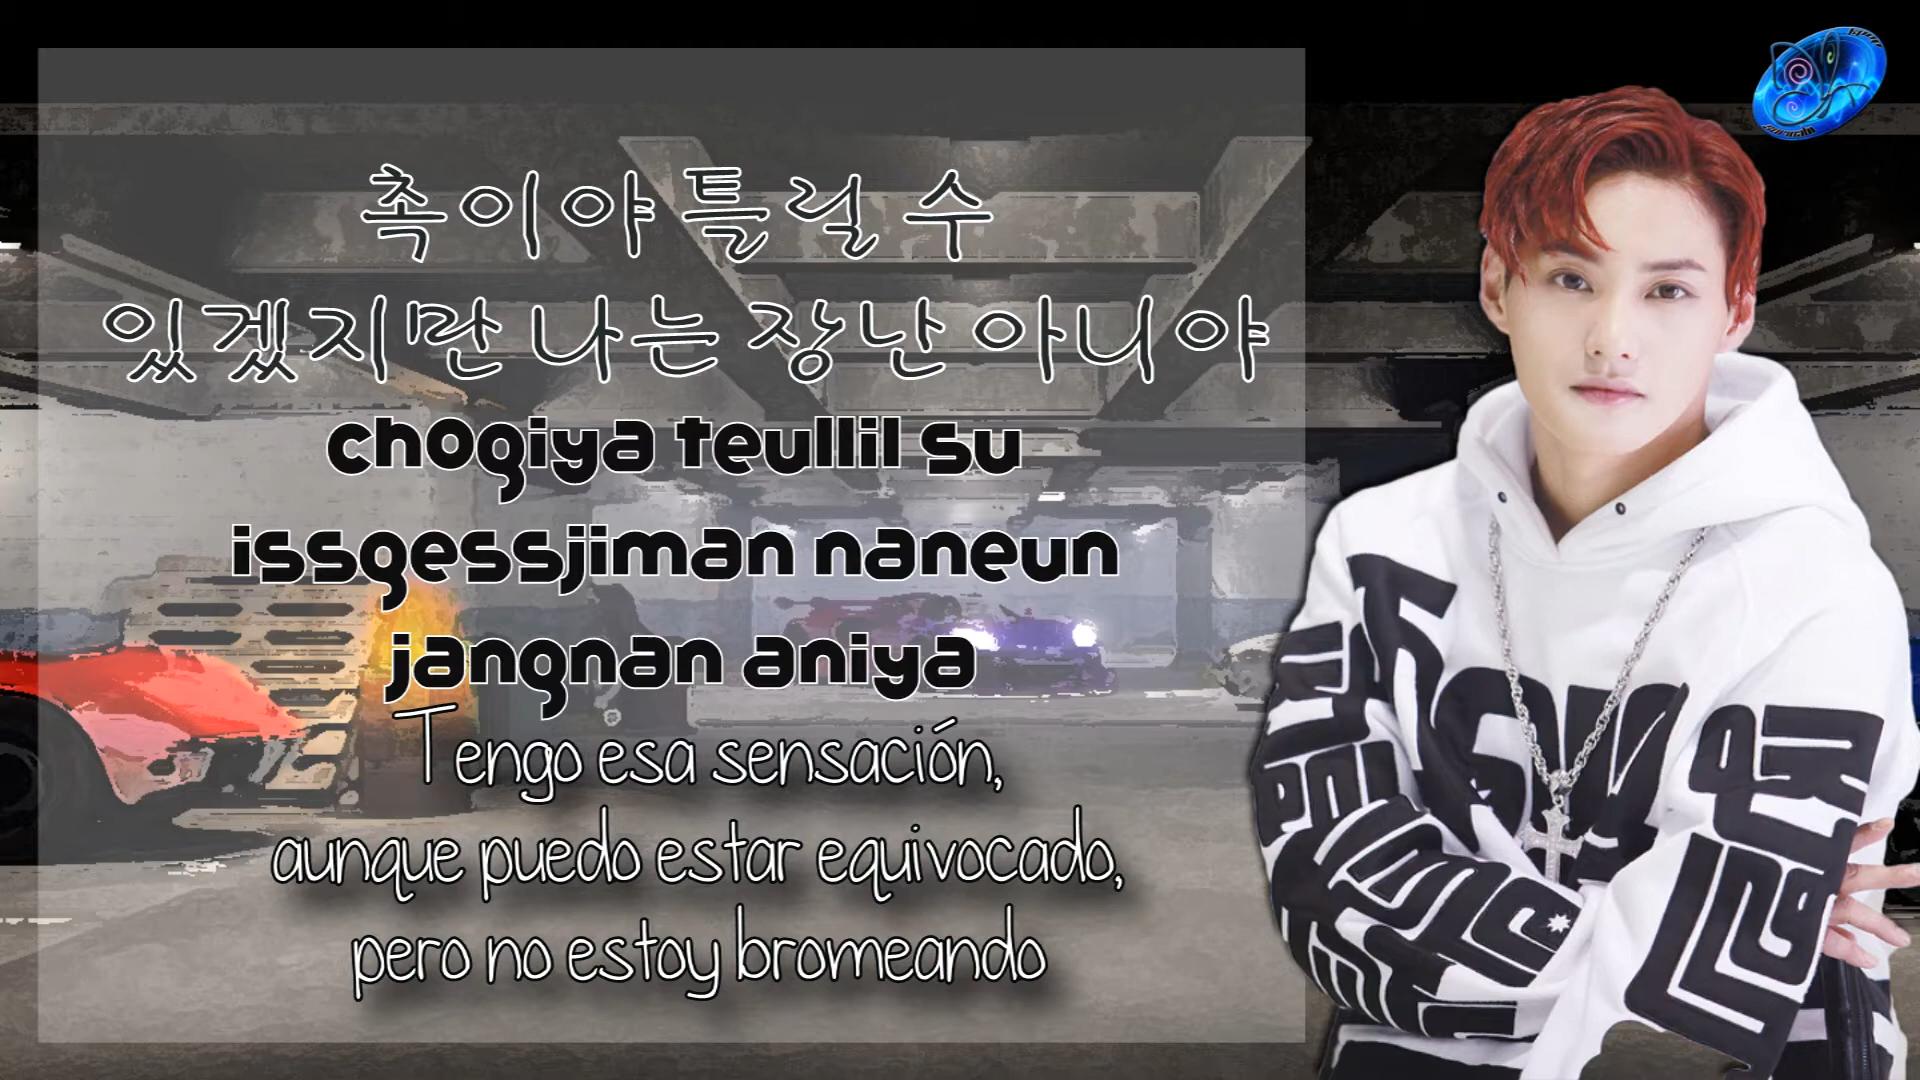 촉이야 틀릴 수
있겠지만 나는 장난 아니야
chogiya teullil su
issgessjiman naneun
jangnan aniya
Tengo esa sensación,
aunque puedo estar equivocado,
pero no estoy bromeando